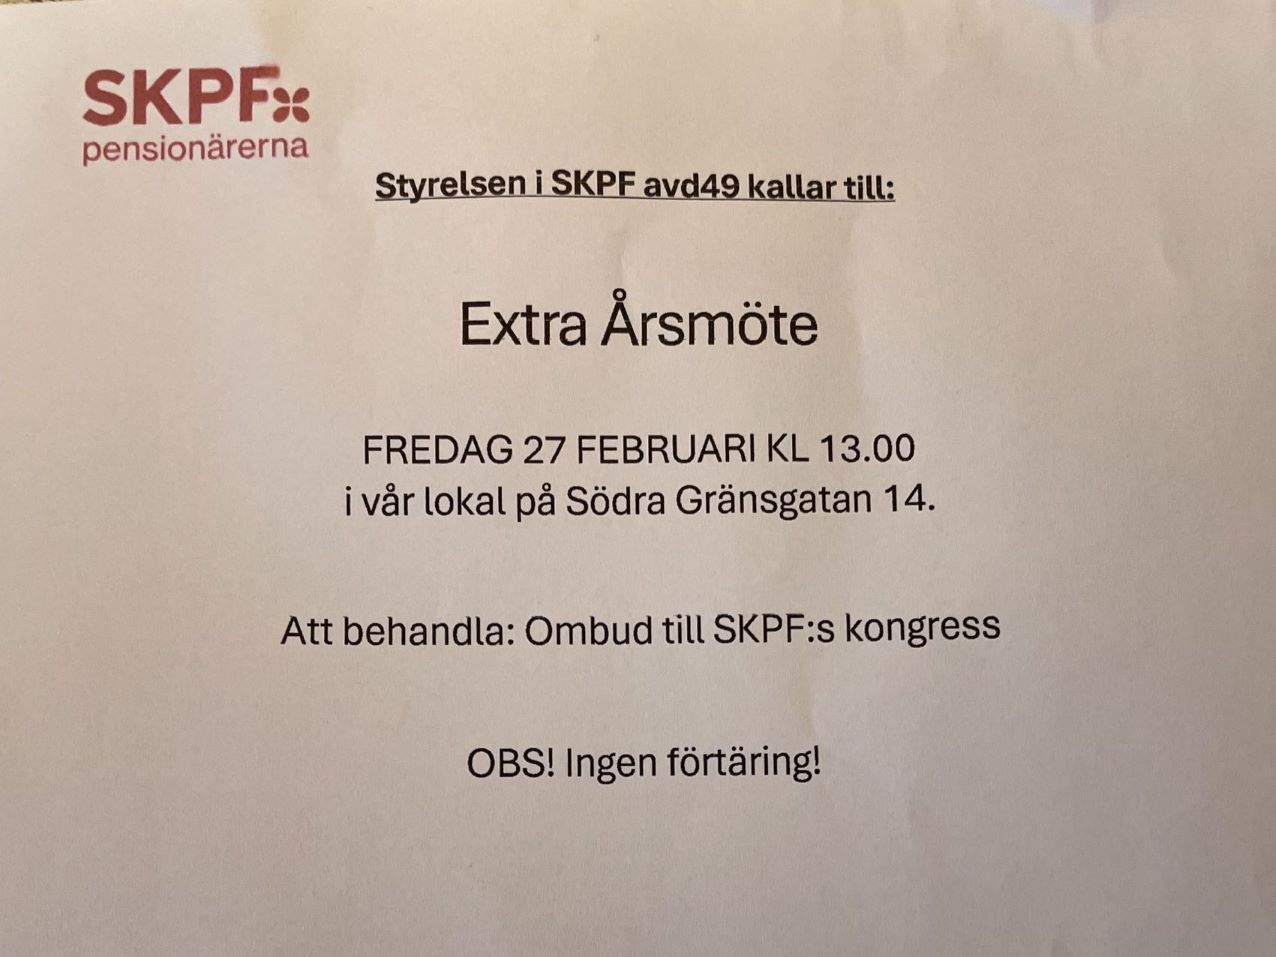 SKPF
pensionärerna
Styrelsen i SKPF avd49 kallar till:
Extra Årsmöte
FREDAG 27 FEBRUARI KL 13.00
i vår lokal på Södra Gränsgatan 14.
Att behandla: Ombud till SKPF:s kongress
OBS! Ingen förtäring!